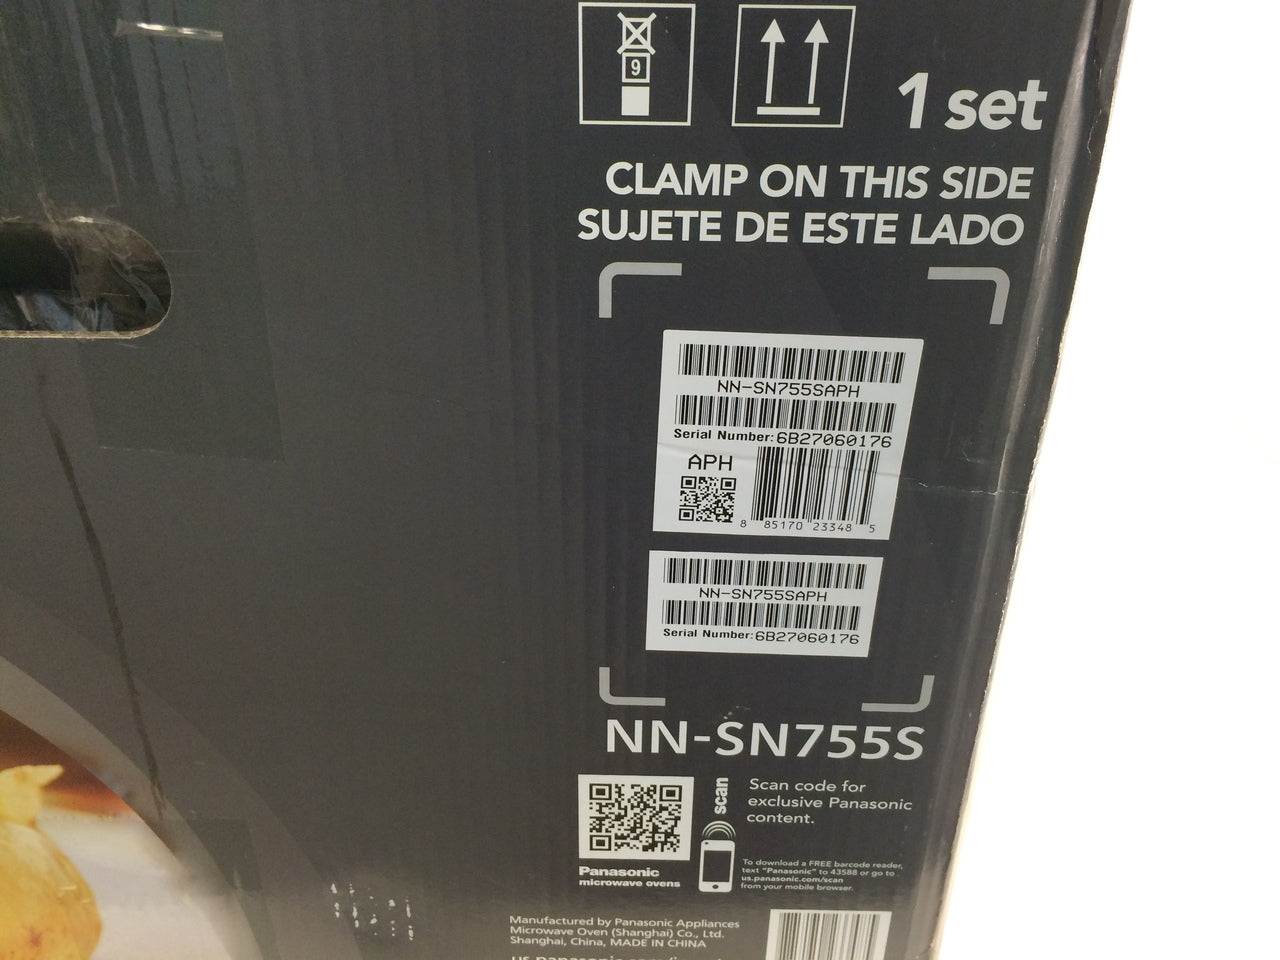 9
1 set
CLAMP ON THIS SIDE
SUJETE DE ESTE LADO
NN-SN755SAPH
Serial Number: 6B27060176
APH
8 85170 23348 5
NN-SN755SAPH
Serial Number: 6B27060176
NN-SN755S
scan
Scan code for
exclusive Panasonic
content.
Panasonic
microwave ovens
To download a FREE barcode reader,
text "Panasonic" to 43588 or go to
us.panasonic.com/scan
from your mobile browser.
Manufactured by Panasonic Appliances
Microwave Oven (Shanghai) Co., Ltd.
Shanghai, China, MADE IN CHINA